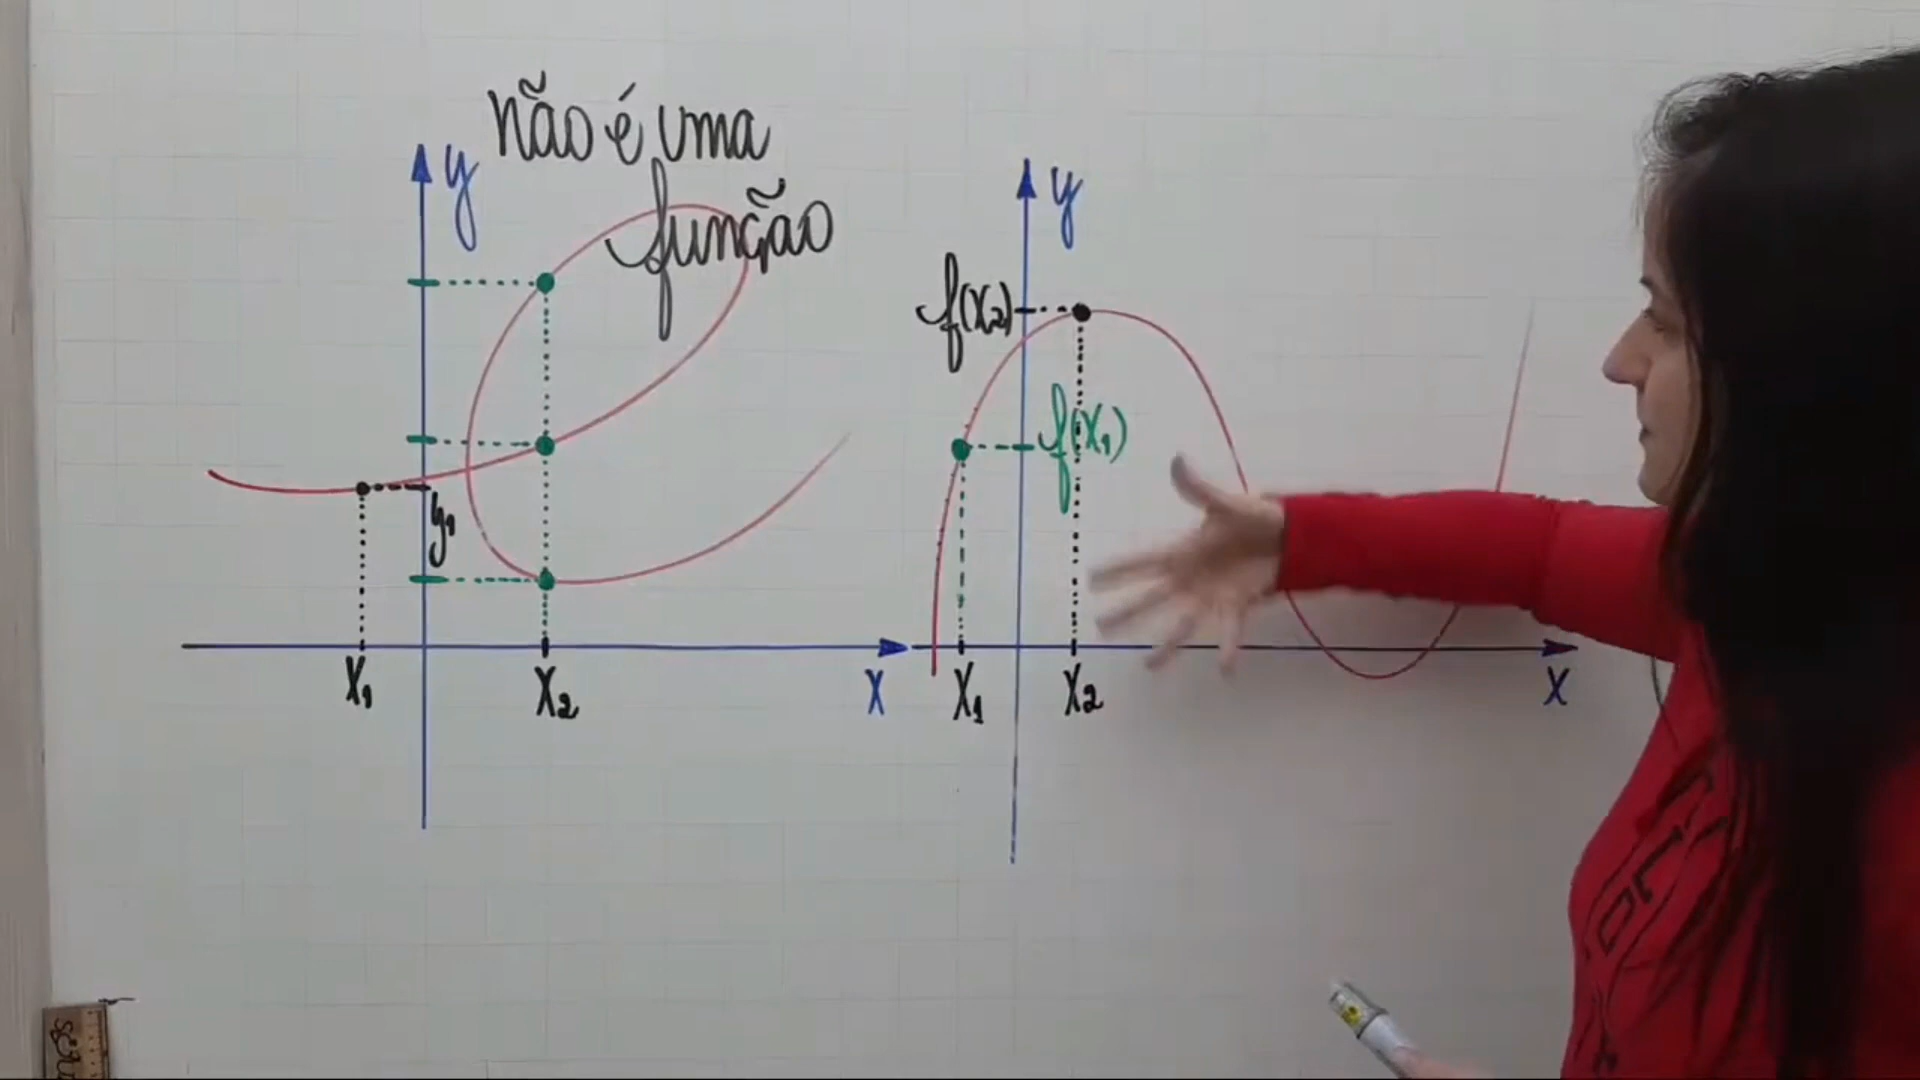 não é uma
função
y
y₁
x₁
x₂
x
y
f(x₂)
f(x₁)
x₁
x₂
x